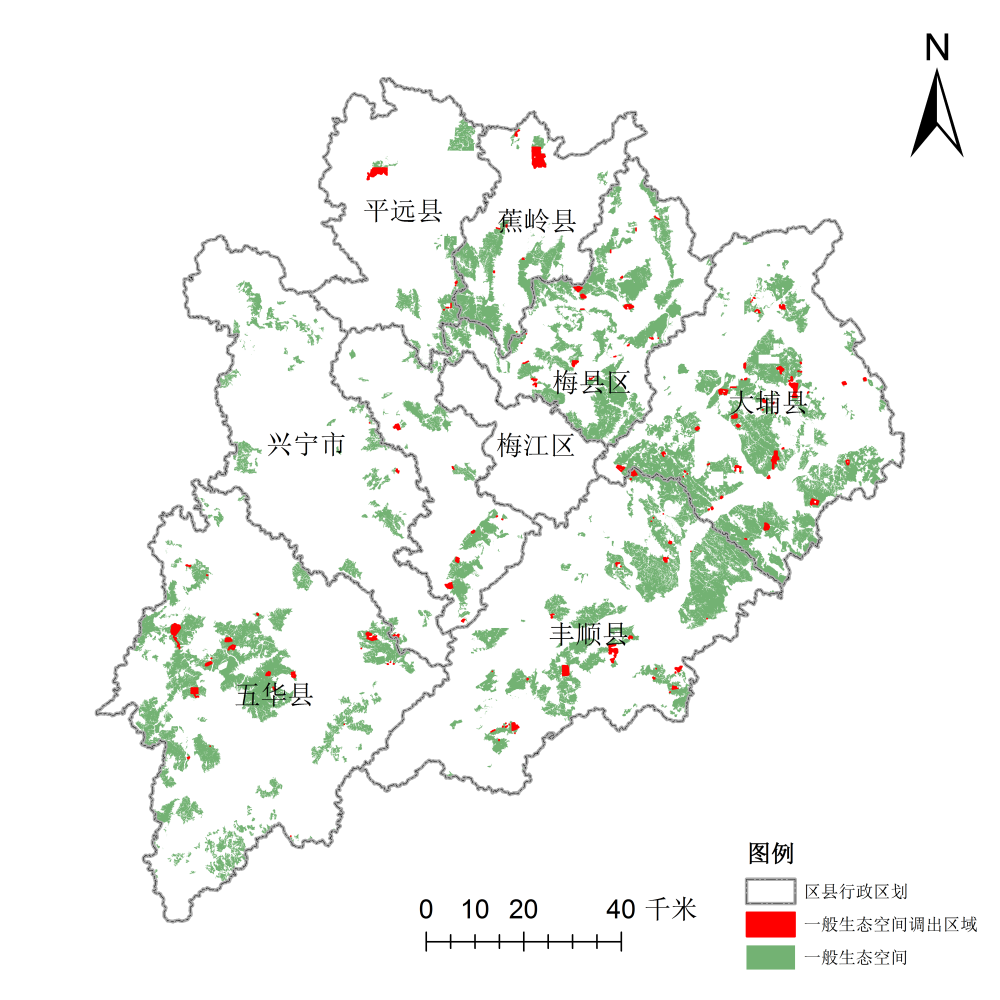 N
平远县
蕉岭县
梅县区
大埔县
兴宁市
梅江区
丰顺县
五华县
图例
区县行政区划
一般生态空间调出区域
一般生态空间
0 10 20 40 千米